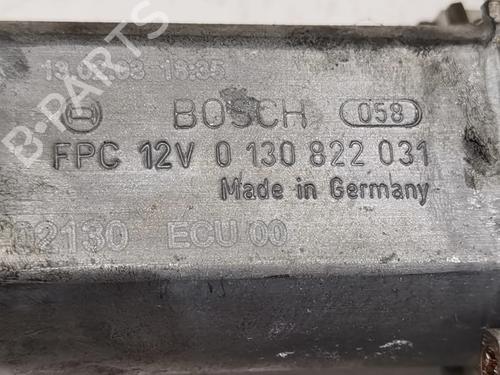 13.02.03 16:35
BOSCH 058
FPC 12V 0 130 822 031
Made in Germany
02130 ECU 00
B-PARTS